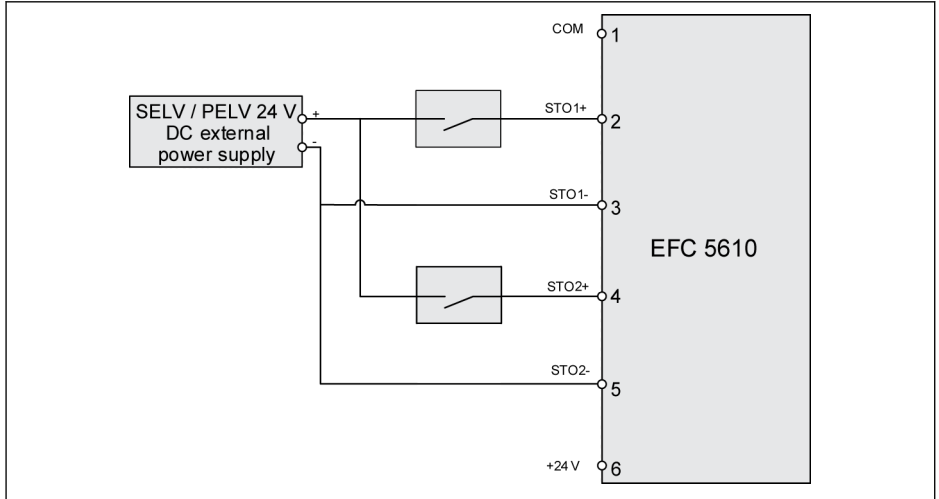 COM
1
SELV / PELV 24 V
DC external
power supply
+
-
STO1+
2
STO1-
3
EFC 5610
STO2+
4
STO2-
5
+24 V
6